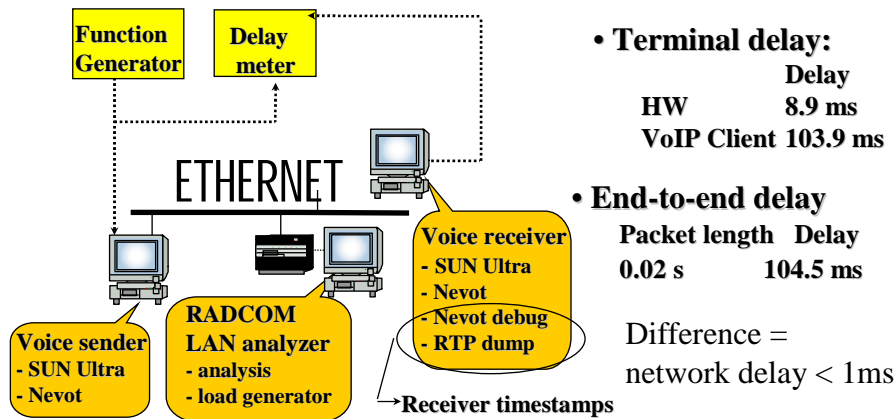 Function
Generator
Delay
meter
ETHERNET
Voice sender
- SUN Ultra
- Nevot
RADCOM
LAN analyzer
- analysis
- load generator
Voice receiver
- SUN Ultra
- Nevot
- Nevot debug
- RTP dump
Receiver timestamps
• Terminal delay:
Delay
HW 8.9 ms
VoIP Client 103.9 ms
• End-to-end delay
Packet length Delay
0.02 s 104.5 ms
Difference =
network delay < 1ms